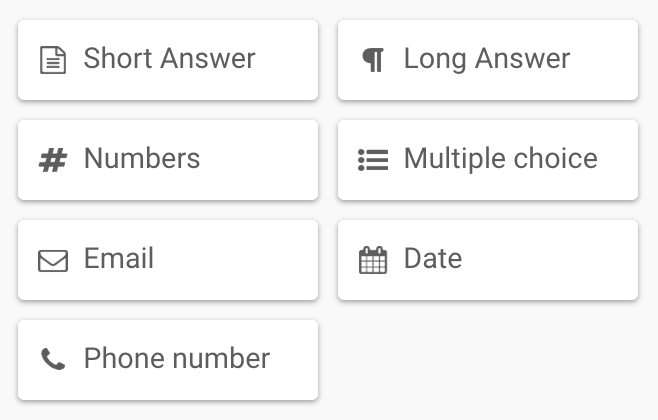 Short Answer
Long Answer
Numbers
Multiple choice
Email
Date
Phone number